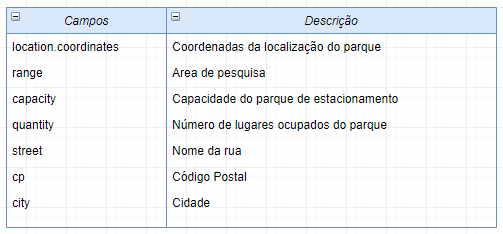 Campos Descrição
location.coordinates Coordenadas da localização do parque
range Area de pesquisa
capacity Capacidade do parque de estacionamento
quantity Número de lugares ocupados do parque
street Nome da rua
cp Código Postal
city Cidade